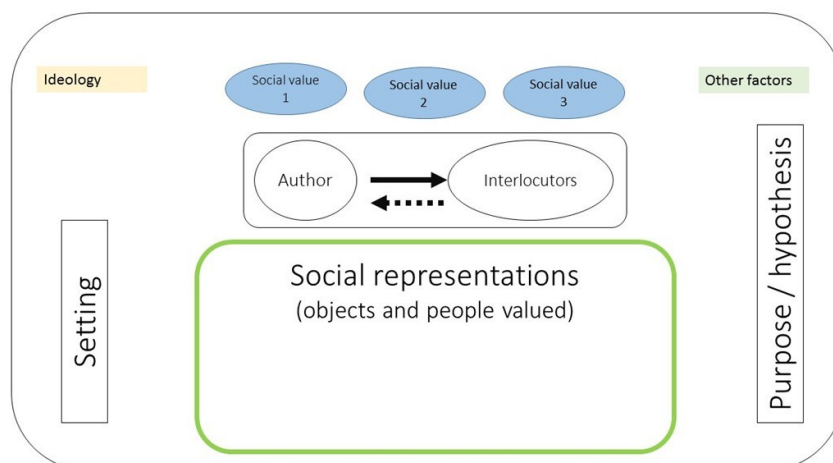 Ideology
Social value
1
Social value
2
Social value
3
Other factors
Author
Interlocutors
Setting
Social representations
(objects and people valued)
Purpose / hypothesis